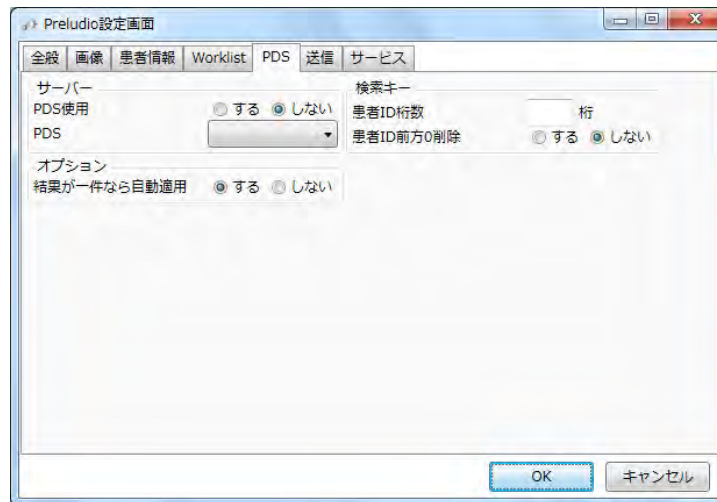 Preludio設定画面
全般 画像 患者情報 Worklist PDS 送信 サービス
サーバー
PDS使用 する しない
PDS
オプション
結果が一件なら自動適用 する しない
検索キー
患者ID桁数 桁
患者ID前方0削除 する しない
OK キャンセル